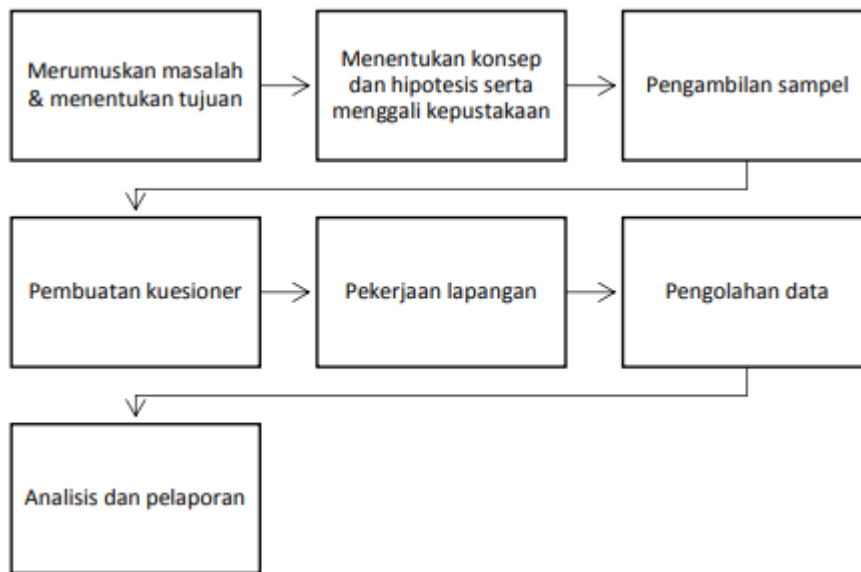 Merumuskan masalah
& menentukan tujuan
Menentukan konsep
dan hipotesis serta
menggali kepustakaan
Pengambilan sampel
Pembuatan kuesioner
Pekerjaan lapangan
Pengolahan data
Analisis dan pelaporan